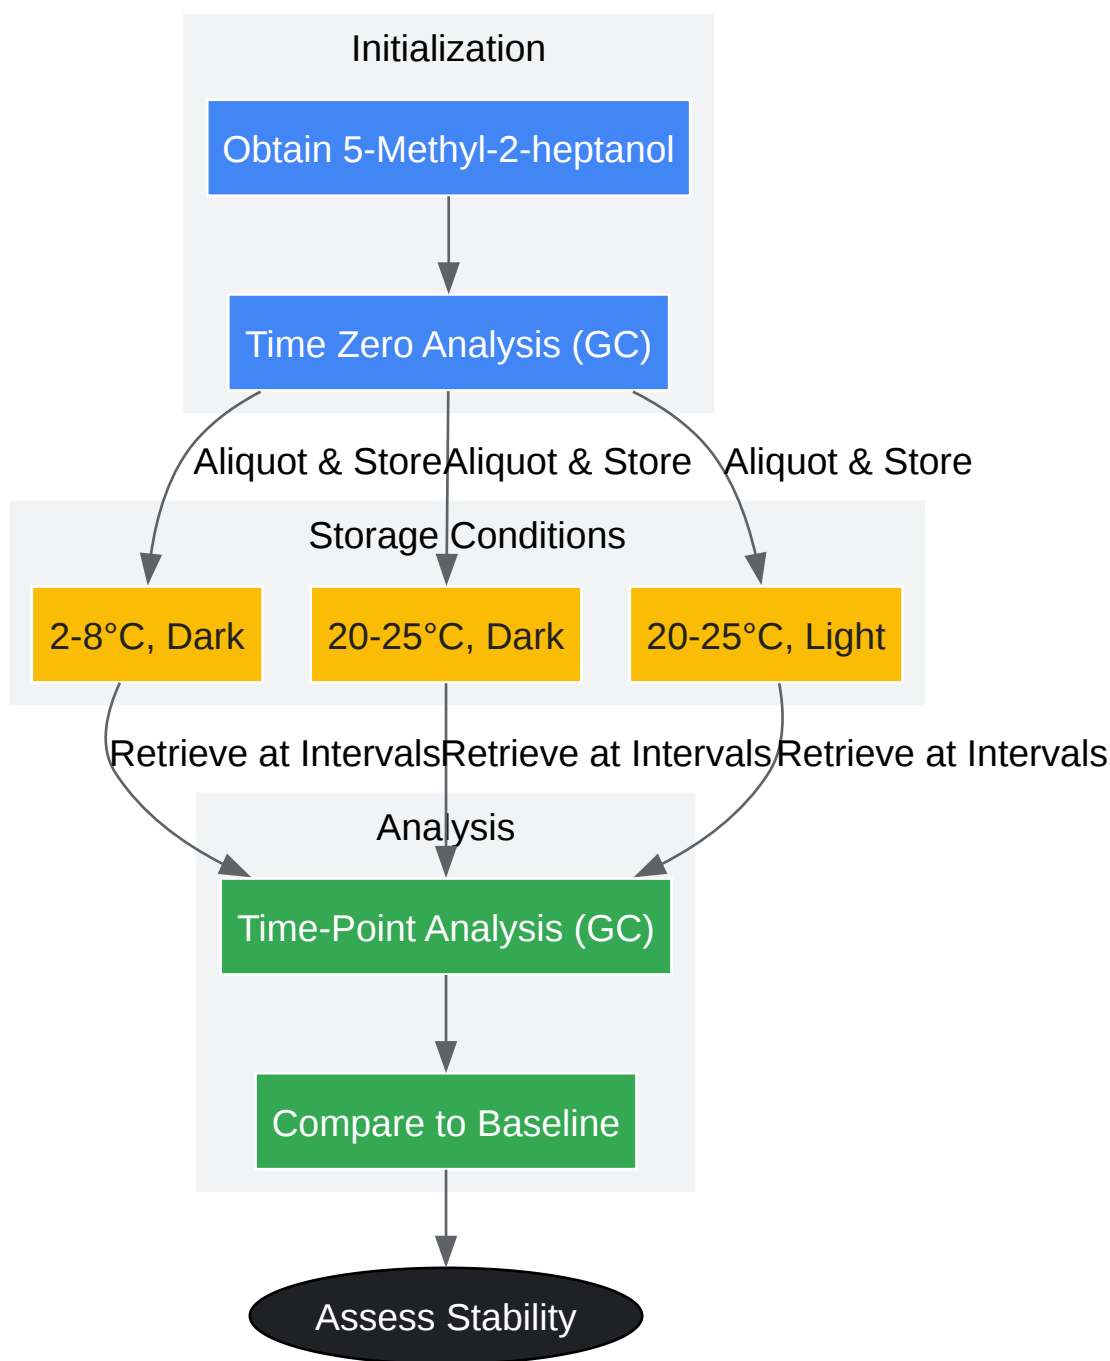 Initialization
Obtain 5-Methyl-2-heptanol
Time Zero Analysis (GC)
Aliquot & Store
Aliquot & Store
Aliquot & Store
Storage Conditions
2-8°C, Dark
20-25°C, Dark
20-25°C, Light
Retrieve at Intervals
Retrieve at Intervals
Retrieve at Intervals
Analysis
Time-Point Analysis (GC)
Compare to Baseline
Assess Stability